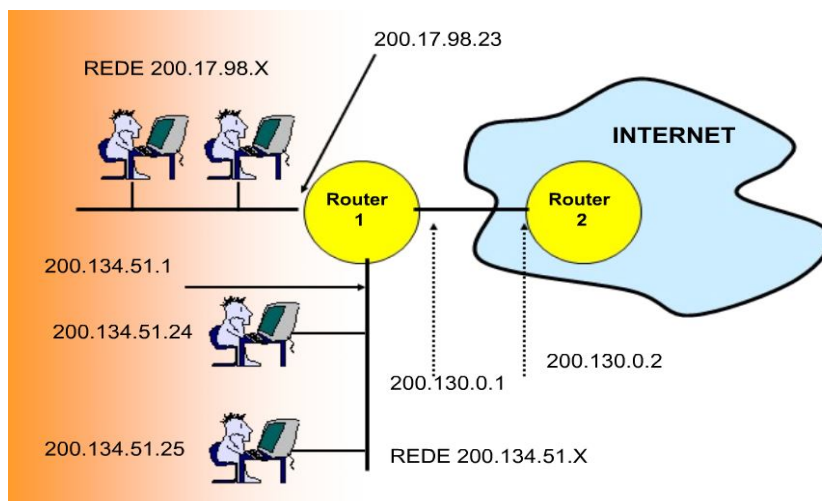 200.17.98.23
REDE 200.17.98.X
INTERNET
Router
1
Router
2
200.134.51.1
200.134.51.24
200.130.0.2
200.130.0.1
200.134.51.25
REDE 200.134.51.X